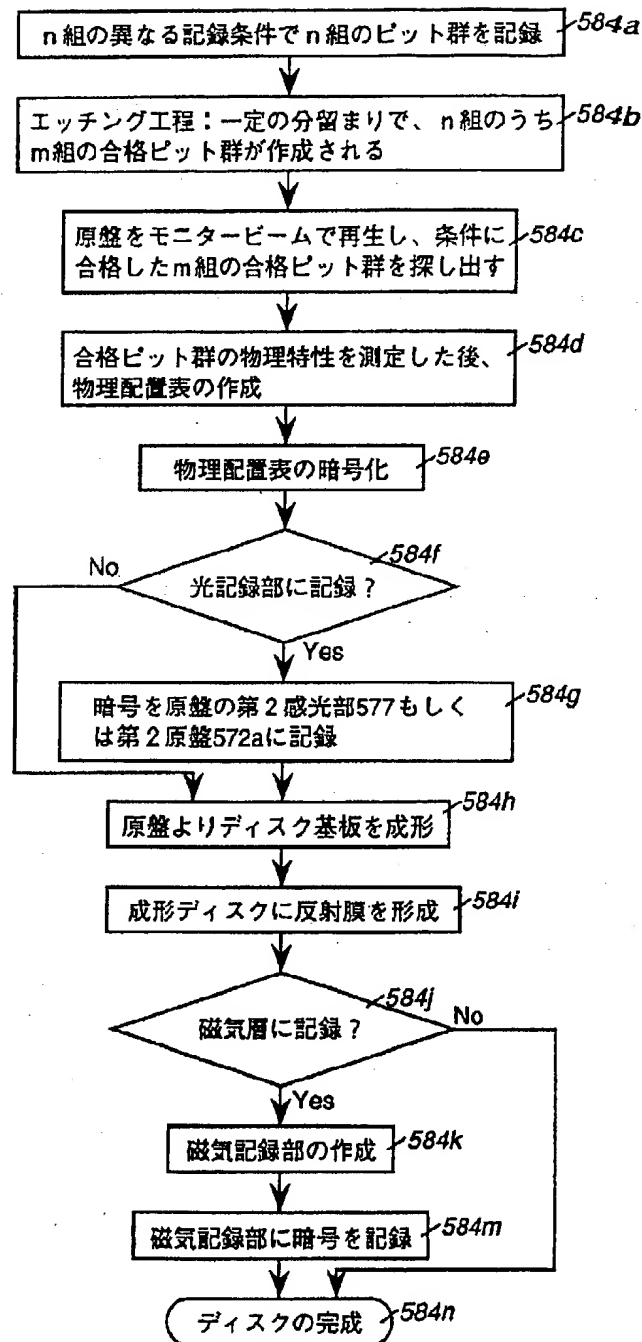 n組の異なる記録条件でn組のピット群を記録
584a
エッチング工程：一定の分留まりで、n組のうち
m組の合格ピット群が作成される
584b
原盤をモニタービームで再生し、条件に
合格したm組の合格ピット群を探し出す
584c
合格ピット群の物理特性を測定した後、
物理配置表の作成
584d
物理配置表の暗号化
584e
584f
No
光記録部に記録？
Yes
暗号を原盤の第２感光部577もしく
は第２原盤572aに記録
584g
原盤よりディスク基板を成形
584h
成形ディスクに反射膜を形成
584i
584j
磁気層に記録？
No
Yes
磁気記録部の作成
584k
磁気記録部に暗号を記録
584m
ディスクの完成
584n